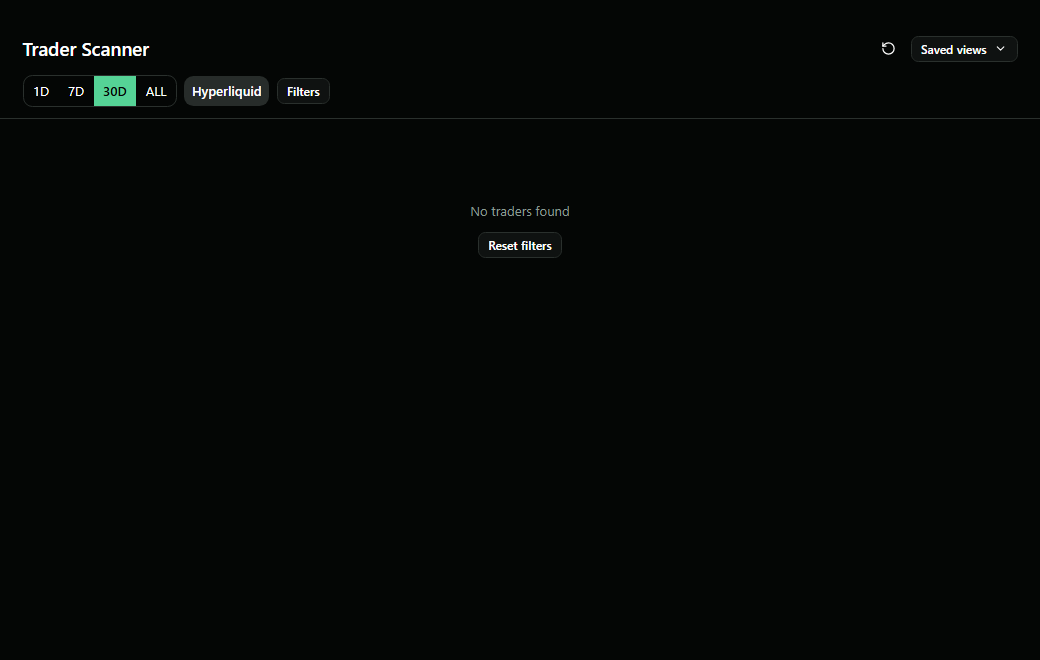 Trader Scanner
Saved views
1D 7D 30D ALL Hyperliquid Filters
No traders found
Reset filters